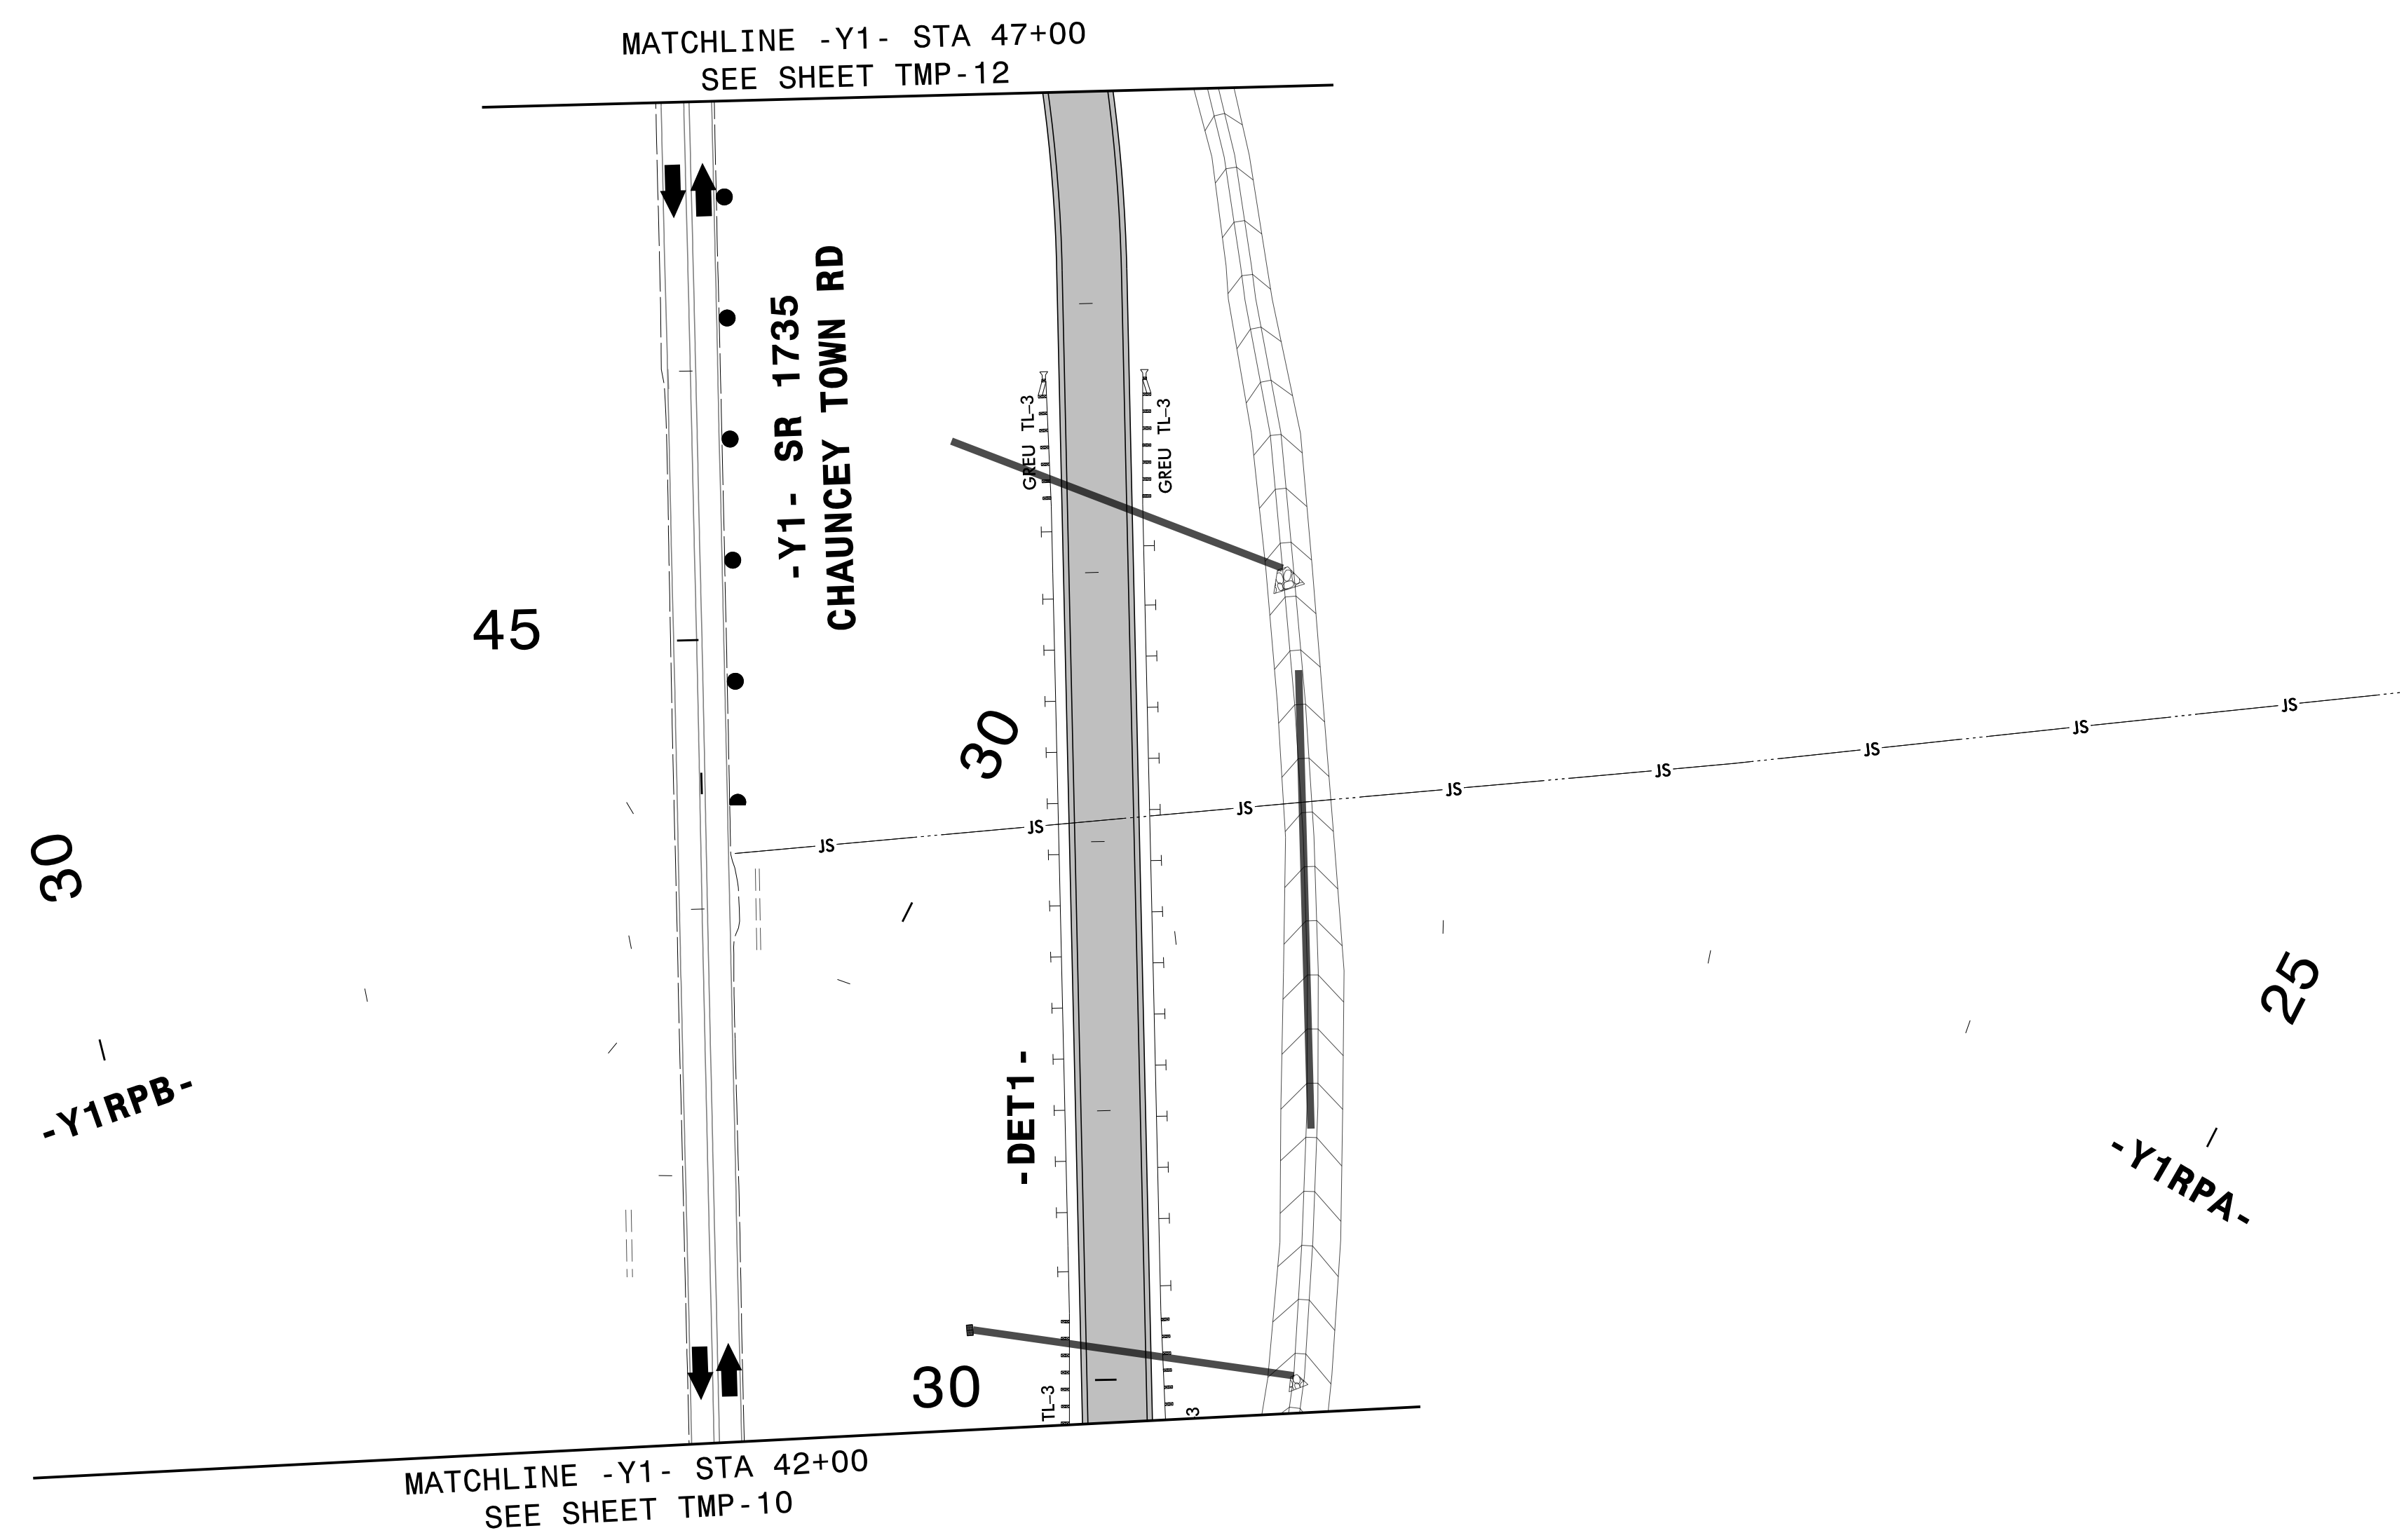 MATCHLINE -Y1- STA 47+00
SEE SHEET TMP-12
-Y1- SR 1735
CHAUNCEY TOWN RD
GREU TL-3
GREU TL-3
45
30
JS
JS
JS
JS
JS
JS
JS
JS
30
25
-DET1-
-Y1RPB-
-Y1RPA-
30
TL-3
3
MATCHLINE -Y1- STA 42+00
SEE SHEET TMP-10